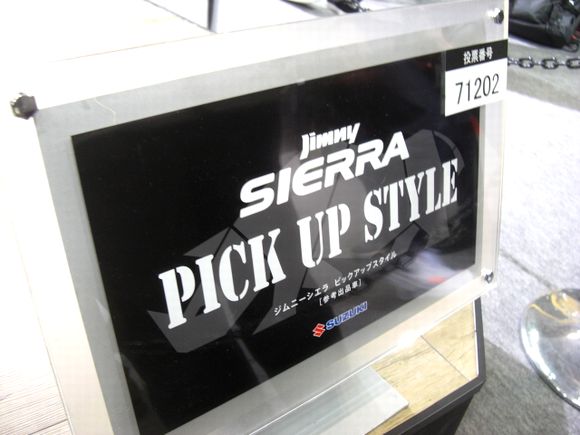 投票番号
71202
Jimny
SIERRA
PICK UP STYLE
ジムニーシエラ ピックアップスタイル
［参考出品車］
SUZUKI